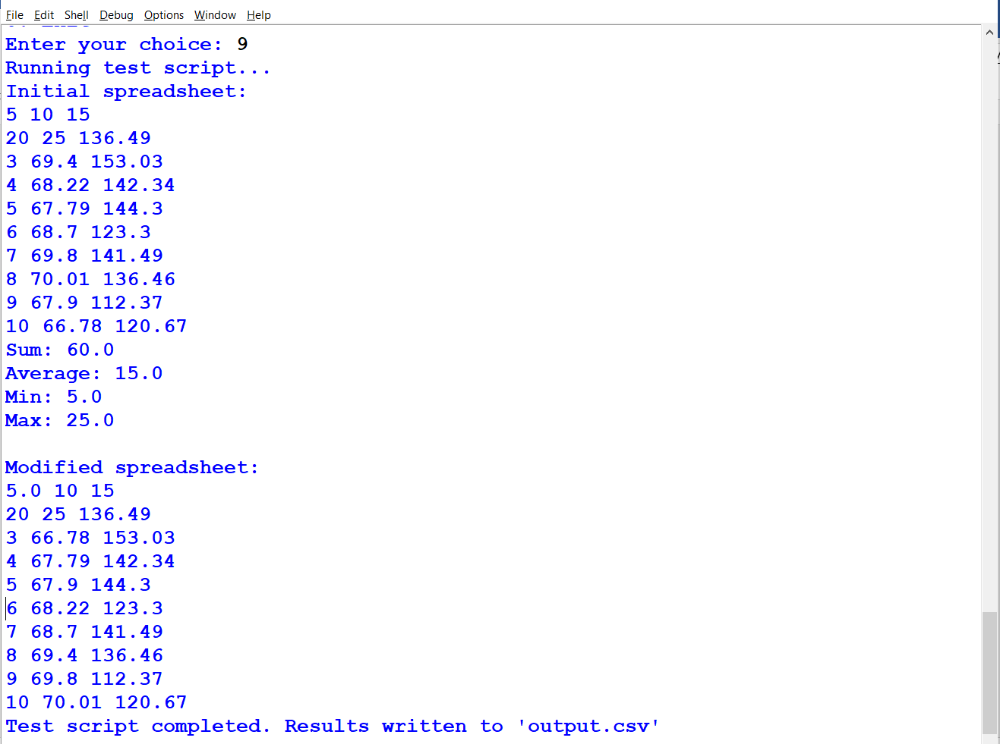 File Edit Shell Debug Options Window Help
Enter your choice: 9
Running test script...
Initial spreadsheet:
5 10 15
20 25 136.49
3 69.4 153.03
4 68.22 142.34
5 67.79 144.3
6 68.7 123.3
7 69.8 141.49
8 70.01 136.46
9 67.9 112.37
10 66.78 120.67
Sum: 60.0
Average: 15.0
Min: 5.0
Max: 25.0
Modified spreadsheet:
5.0 10 15
20 25 136.49
3 66.78 153.03
4 67.79 142.34
5 67.9 144.3
6 68.22 123.3
7 68.7 141.49
8 69.4 136.46
9 69.8 112.37
10 70.01 120.67
Test script completed. Results written to 'output.csv'